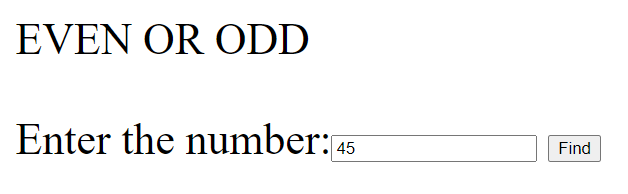 EVEN OR ODD
Enter the number:45 Find